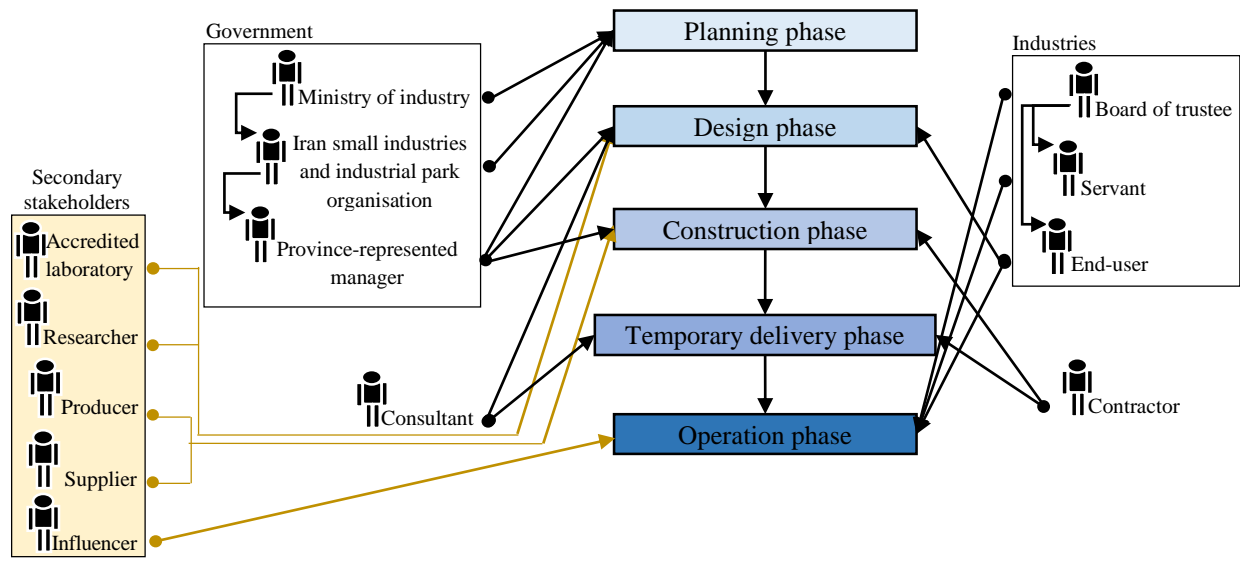 Government
Ministry of industry
Iran small industries
and industrial park
organisation
Province-represented
manager
Secondary
stakeholders
Accredited
laboratory
Researcher
Producer
Supplier
Influencer
Consultant
Planning phase
Design phase
Construction phase
Temporary delivery phase
Operation phase
Industries
Board of trustee
Servant
End-user
Contractor